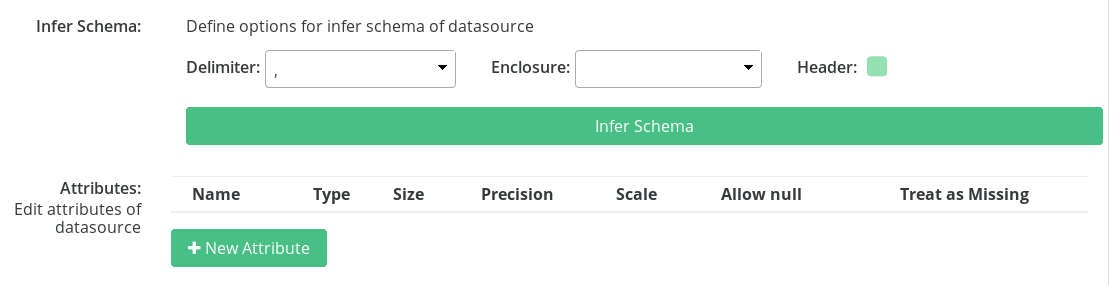 Infer Schema: Define options for infer schema of datasource
Delimiter: , Enclosure: Header:
Infer Schema
Attributes:
Edit attributes of
datasource
Name Type Size Precision Scale Allow null Treat as Missing
New Attribute